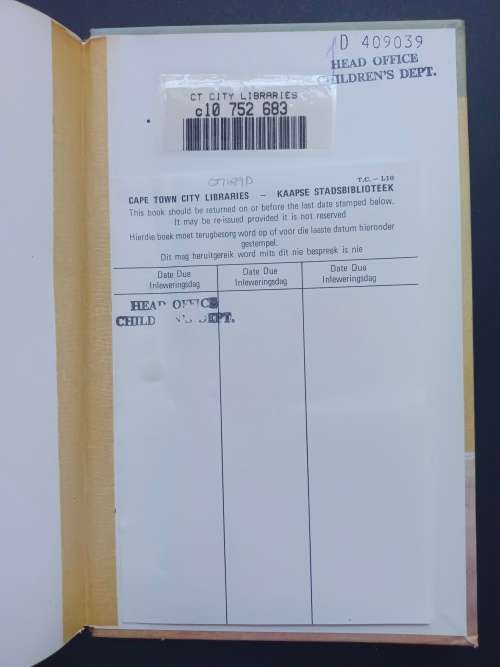 D 409039
HEAD OFFICE
CHILDREN'S DEPT.
CT CITY LIBRARIES
c10 752 683
T.C. – L10
CAPE TOWN CITY LIBRARIES – KAAPSE STADSBIBLIOTEEK
This book should be returned on or before the last date stamped below.
It may be re-issued provided it is not reserved
Hierdie boek moet terugbesorg word op of voor die laaste datum hieronder
gestempel.
Dit mag heruitgereik word mits dit nie bespreek is nie
Date Due Date Due Date Due
Inleweringsdag Inleweringsdag Inleweringsdag
HEAD OFFICE
CHILD N'S DEPT.